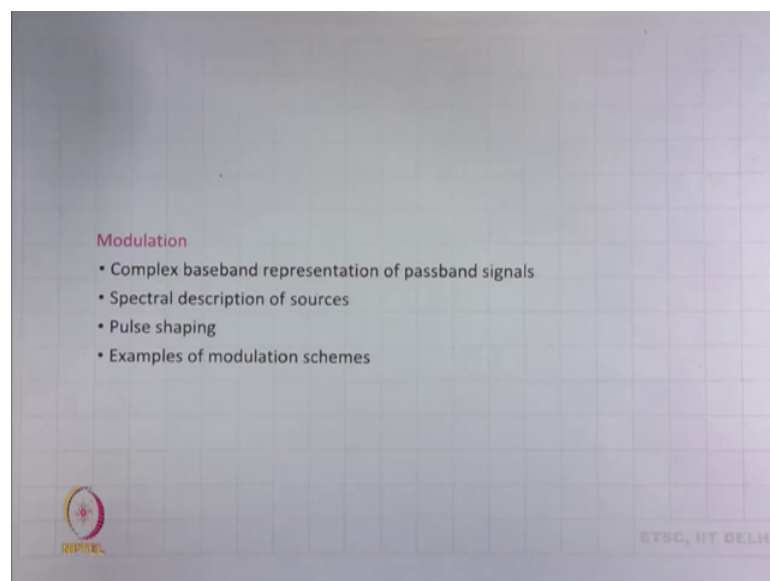 Modulation
• Complex baseband representation of passband signals
• Spectral description of sources
• Pulse shaping
• Examples of modulation schemes
NPTEL
ETSC, IIT DELH